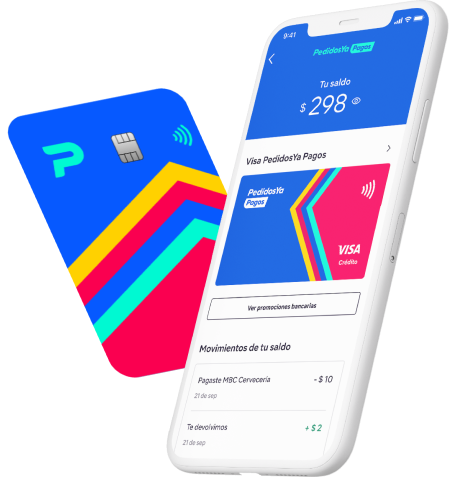 9:41
PedidosYa Pagos
Tu saldo
$ 298
Visa PedidosYa Pagos
PedidosYa
Pagos
VISA
Crédito
Ver promociones bancarias
Movimientos de tu saldo
Pagaste MBC Cervecería
- $ 10
21 de sep
Te devolvimos
+ $ 2
21 de sep